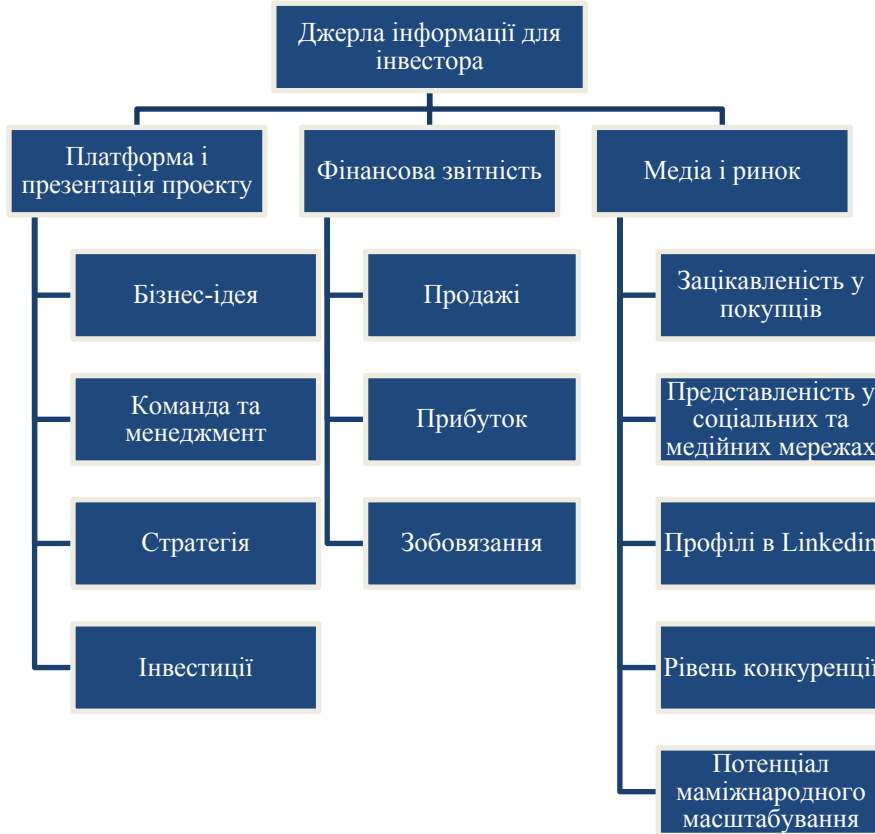 Джерла інформації для
інвестора
Платформа і
презентація проекту
Бізнес-ідея
Команда та
менеджмент
Стратегія
Інвестиції
Фінансова звітність
Продажі
Прибуток
Зобовязання
Медіа і ринок
Зацікавленість у
покупців
Представленість у
соціальних та
медійних мережах
Профілі в Linkedin
Рівень конкуренції
Потенціал
маміжнародного
масштабування